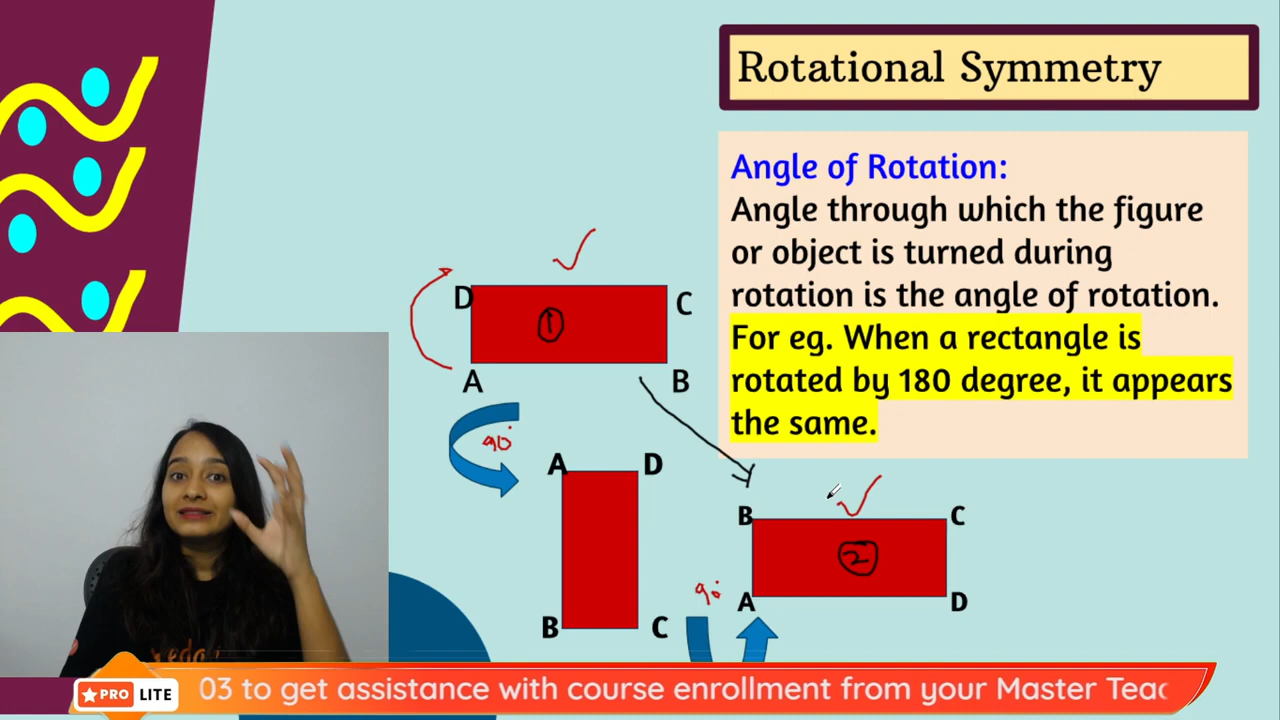 Rotational Symmetry
Angle of Rotation:
Angle through which the figure
or object is turned during
rotation is the angle of rotation.
For eg. When a rectangle is
rotated by 180 degree, it appears
the same.
D C
1
A B
90°
A D
B C
B C
2
A D
90°
PRO LITE
03 to get assistance with course enrollment from your Master Teac